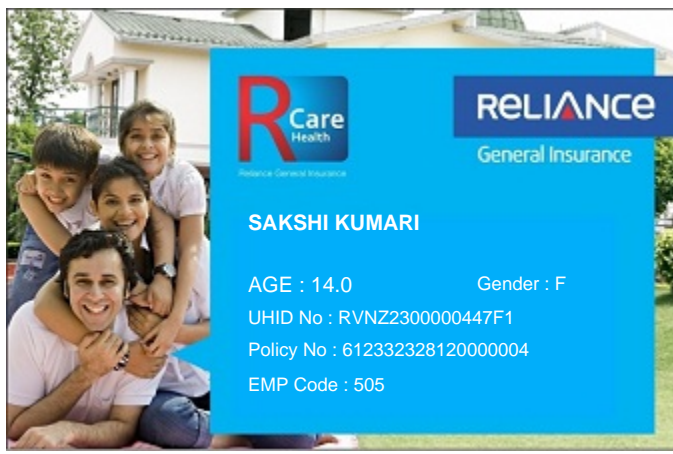 R Care
Health
Reliance General Insurance
RELIANCE
General Insurance
SAKSHI KUMARI
AGE : 14.0
Gender : F
UHID No : RVNZ2300000447F1
Policy No : 612332328120000004
EMP Code : 505